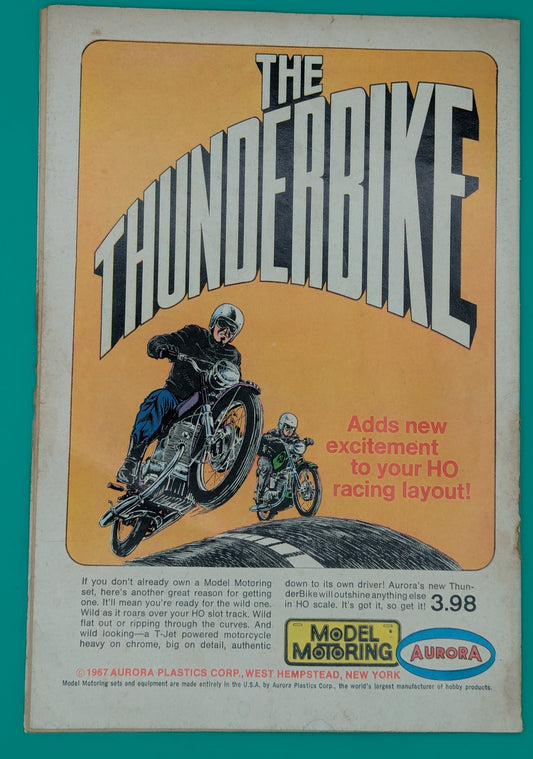 THE
THUNDERBIKE
Adds new
excitement
to your HO
racing layout!
If you don't already own a Model Motoring
set, here's another great reason for getting
one. It'll mean you're ready for the wild one.
Wild as it roars over your HO slot track. Wild
flat out or ripping through the curves. And
wild looking—a T-Jet powered motorcycle
heavy on chrome, big on detail, authentic
down to its own driver! Aurora's new Thun-
derBike will outshine anything else
in HO scale. It's got it, so get it! 3.98
MODEL
MOTORING
AURORA
© 1967 AURORA PLASTICS CORP., WEST HEMPSTEAD, NEW YORK
Model Motoring sets and equipment are made entirely in the U.S.A. by Aurora Plastics Corp., the world's largest manufacturer of hobby products.